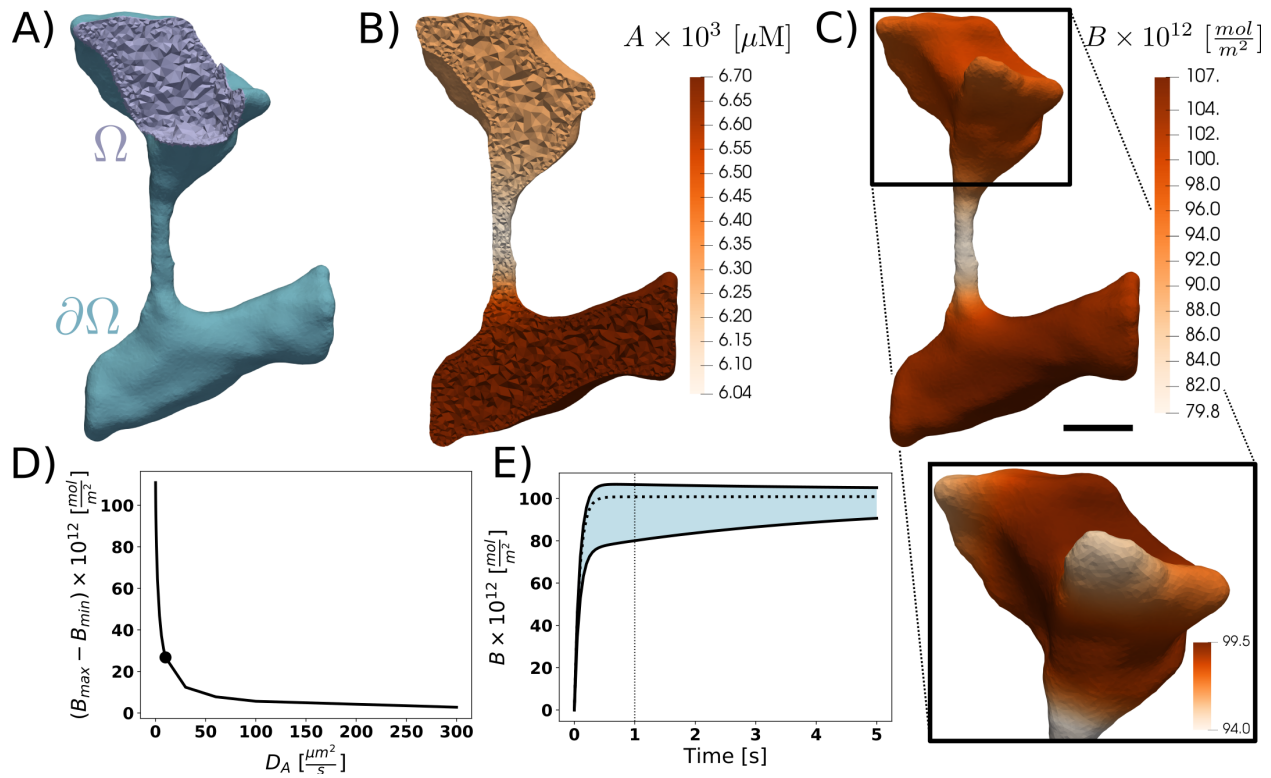 A)
Ω
∂Ω
B)
A × 10³ [μM]
6.70
6.65
6.60
6.55
6.50
6.45
6.40
6.35
6.30
6.25
6.20
6.15
6.10
6.04
C)
B × 10¹² [mol/m²]
107.
104.
102.
100.
98.0
96.0
94.0
92.0
90.0
88.0
86.0
84.0
82.0
79.8
99.5
94.0
D)
(B_max − B_min) × 10¹² [mol/m²]
100
80
60
40
20
0
0 50 100 150 200 250 300
D_A [μm²/s]
E)
B × 10¹² [mol/m²]
100
80
60
40
20
0
0 1 2 3 4 5
Time [s]